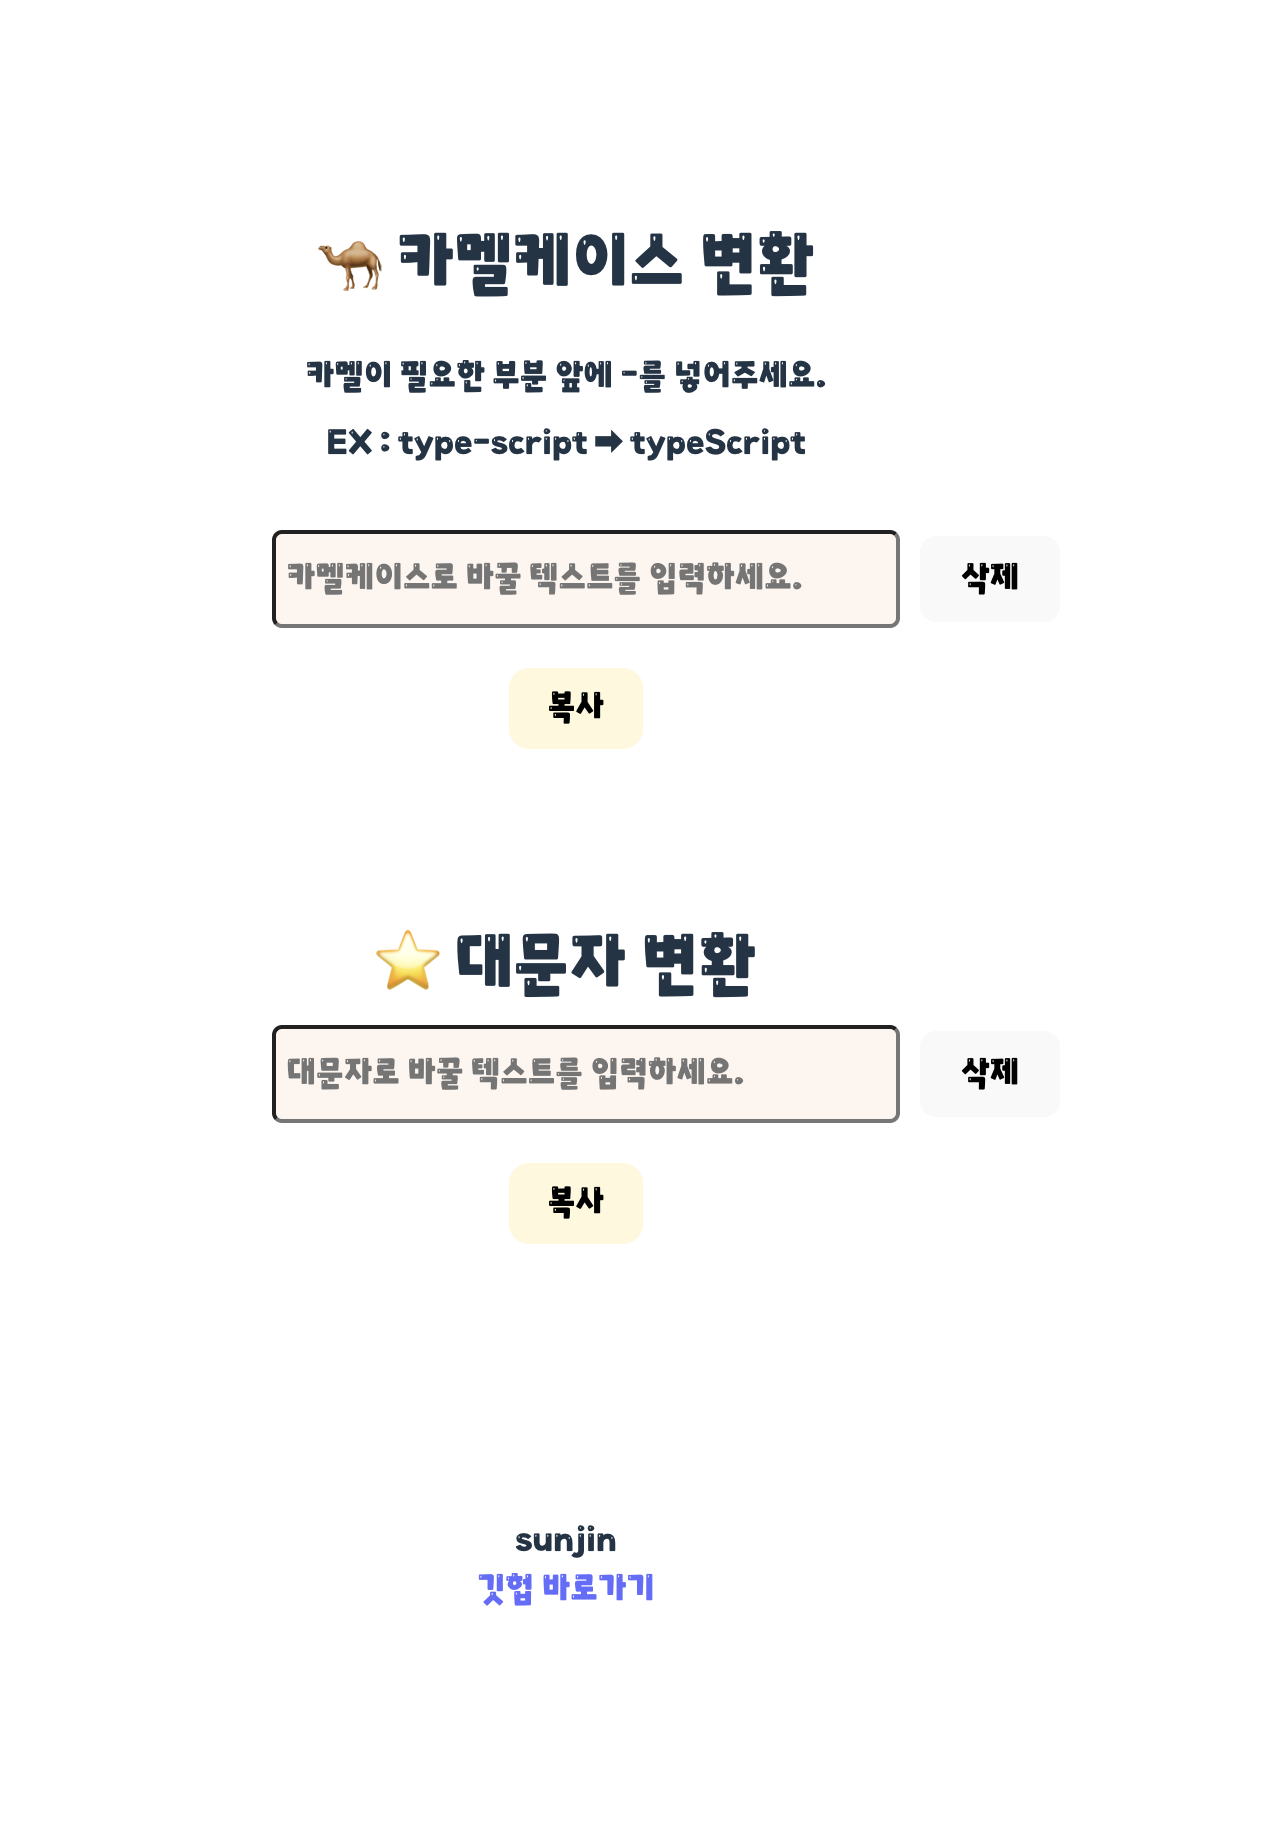 🐪 카멜케이스 변환
카멜이 필요한 부분 앞에 -를 넣어주세요.
EX : type-script ➡ typeScript
카멜케이스로 바꿀 텍스트를 입력하세요. 삭제
복사
⭐ 대문자 변환
대문자로 바꿀 텍스트를 입력하세요. 삭제
복사
sunjin
깃헙 바로가기